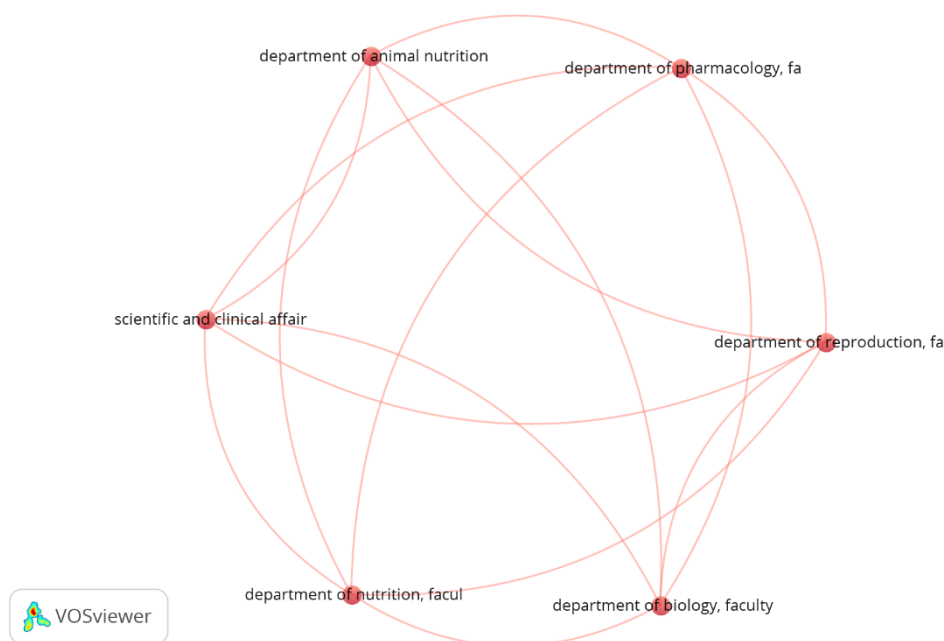 department of animal nutrition
department of pharmacology, fa
scientific and clinical affair
department of reproduction, fa
department of nutrition, facul
department of biology, faculty
VOSviewer